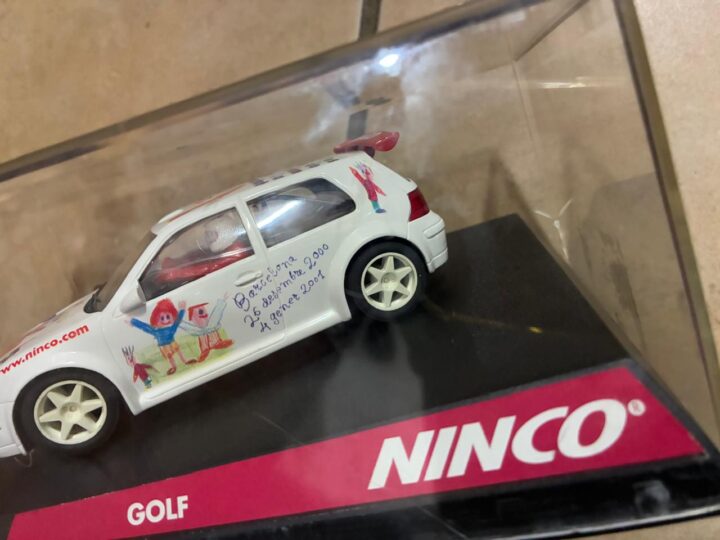 Barcelona
26 desembre 2000
4 gener 2001
www.ninco.com
NINCO®
GOLF